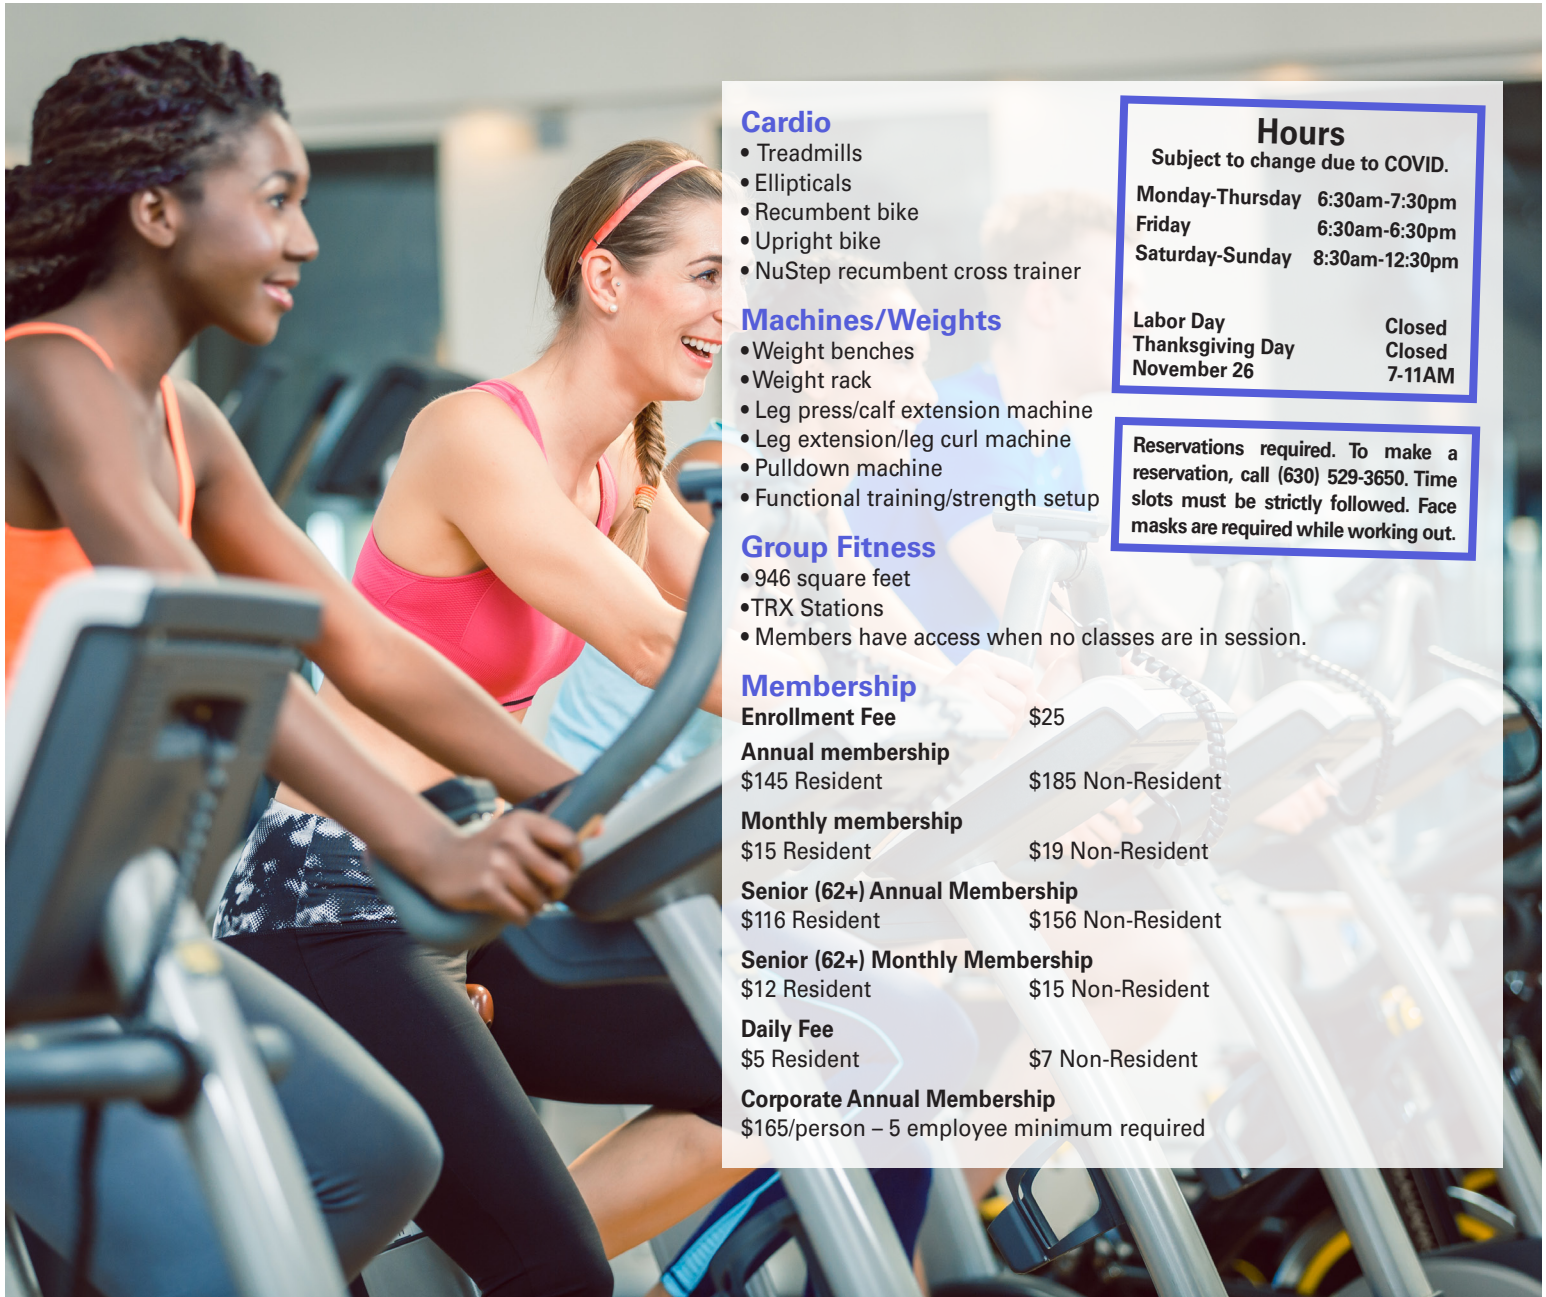 Cardio
• Treadmills
• Ellipticals
• Recumbent bike
• Upright bike
• NuStep recumbent cross trainer
Machines/Weights
•Weight benches
•Weight rack
• Leg press/calf extension machine
• Leg extension/leg curl machine
• Pulldown machine
• Functional training/strength setup
Group Fitness
• 946 square feet
•TRX Stations
• Members have access when no classes are in session.
Membership
Enrollment Fee $25
Annual membership
$145 Resident $185 Non-Resident
Monthly membership
$15 Resident $19 Non-Resident
Senior (62+) Annual Membership
$116 Resident $156 Non-Resident
Senior (62+) Monthly Membership
$12 Resident $15 Non-Resident
Daily Fee
$5 Resident $7 Non-Resident
Corporate Annual Membership
$165/person – 5 employee minimum required
Hours
Subject to change due to COVID.
Monday-Thursday 6:30am-7:30pm
Friday 6:30am-6:30pm
Saturday-Sunday 8:30am-12:30pm
Labor Day Closed
Thanksgiving Day Closed
November 26 7-11AM
Reservations required. To make a
reservation, call (630) 529-3650. Time
slots must be strictly followed. Face
masks are required while working out.